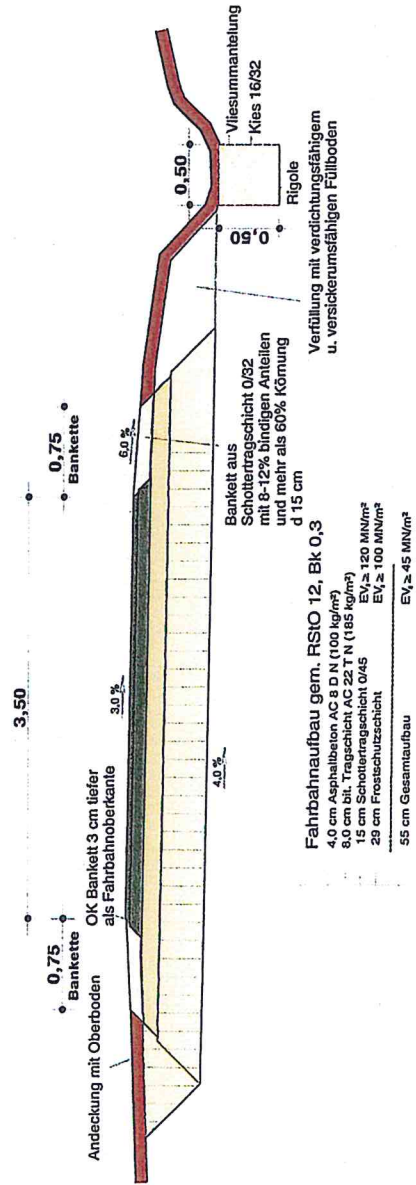 3,50
0,75
Bankette
0,75
Bankette
0,50
Andeckung mit Oberboden
OK Bankett 3 cm tiefer
als Fahrbahnoberkante
3,0 %
6,0 %
4,0 %
0,50
Vliesummantelung
Kies 16/32
Rigole
Bankett aus
Schottertragschicht 0/32
mit 8-12% bindigen Anteilen
und mehr als 60% Körnung
d 15 cm
Verfüllung mit verdichtungsfähigem
u. versickerumsfähigen Füllboden
Fahrbahnaufbau gem. RStO 12, Bk 0,3
4,0 cm Asphaltbeton AC 8 D N (100 kg/m²)
8,0 cm bit. Tragschicht AC 22 T N (185 kg/m²)
15 cm Schottertragschicht 0/45 EV₂≥ 120 MN/m²
29 cm Frostschutzschicht EV₂≥ 100 MN/m²
55 cm Gesamtaufbau EV₂≥ 45 MN/m²